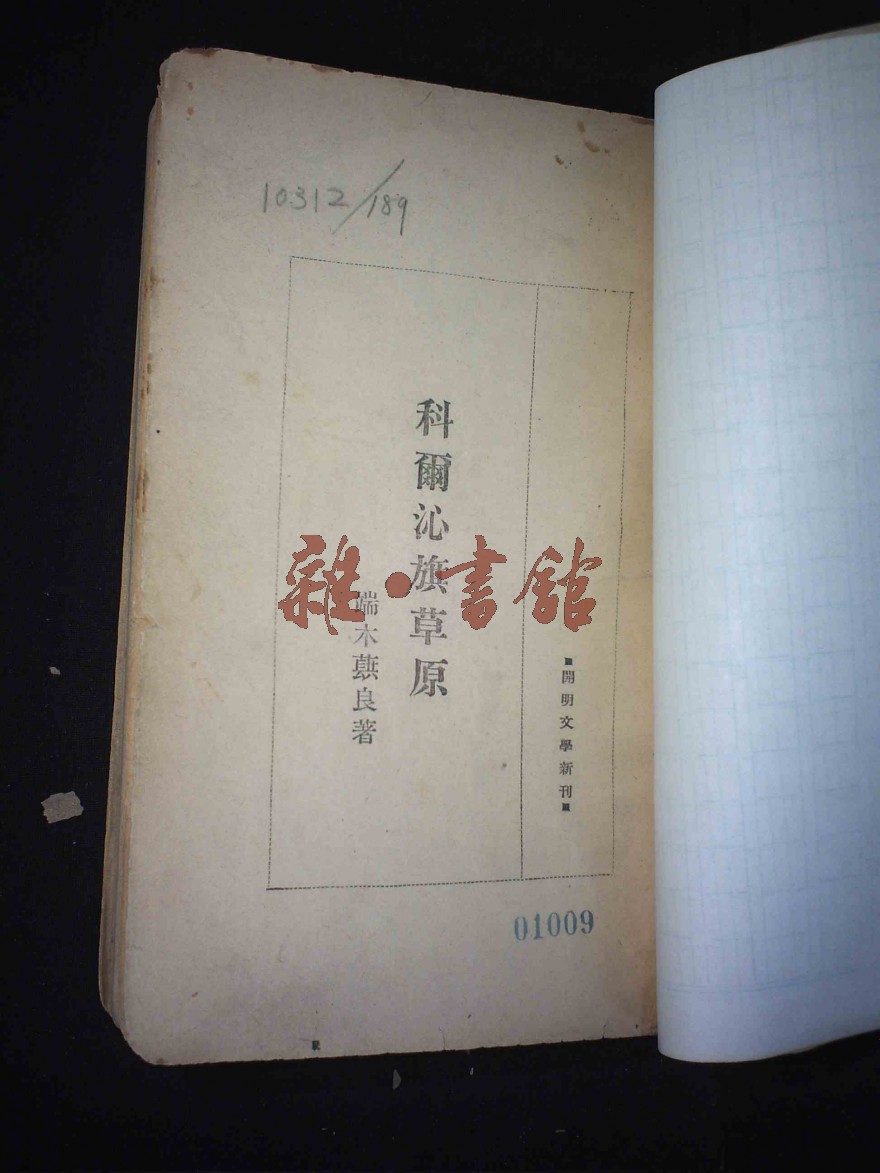 10312/189
■開明文學新刊■
科爾沁旗草原
端木蕻良著
雜·書館
01009